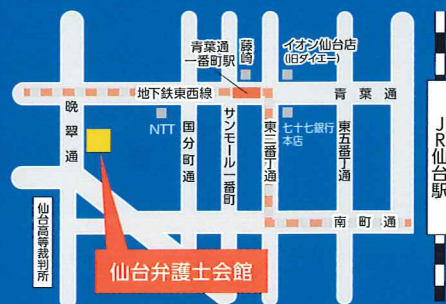 青葉通
一番町駅
藤崎
イオン仙台店
(旧ダイエー)
地下鉄東西線
青葉通
晩翠通
NTT
国分町通
サンモール一番町
東二番丁通
七十七銀行
本店
東五番丁通
JR仙台駅
南町通
仙台高等裁判所
仙台弁護士会館